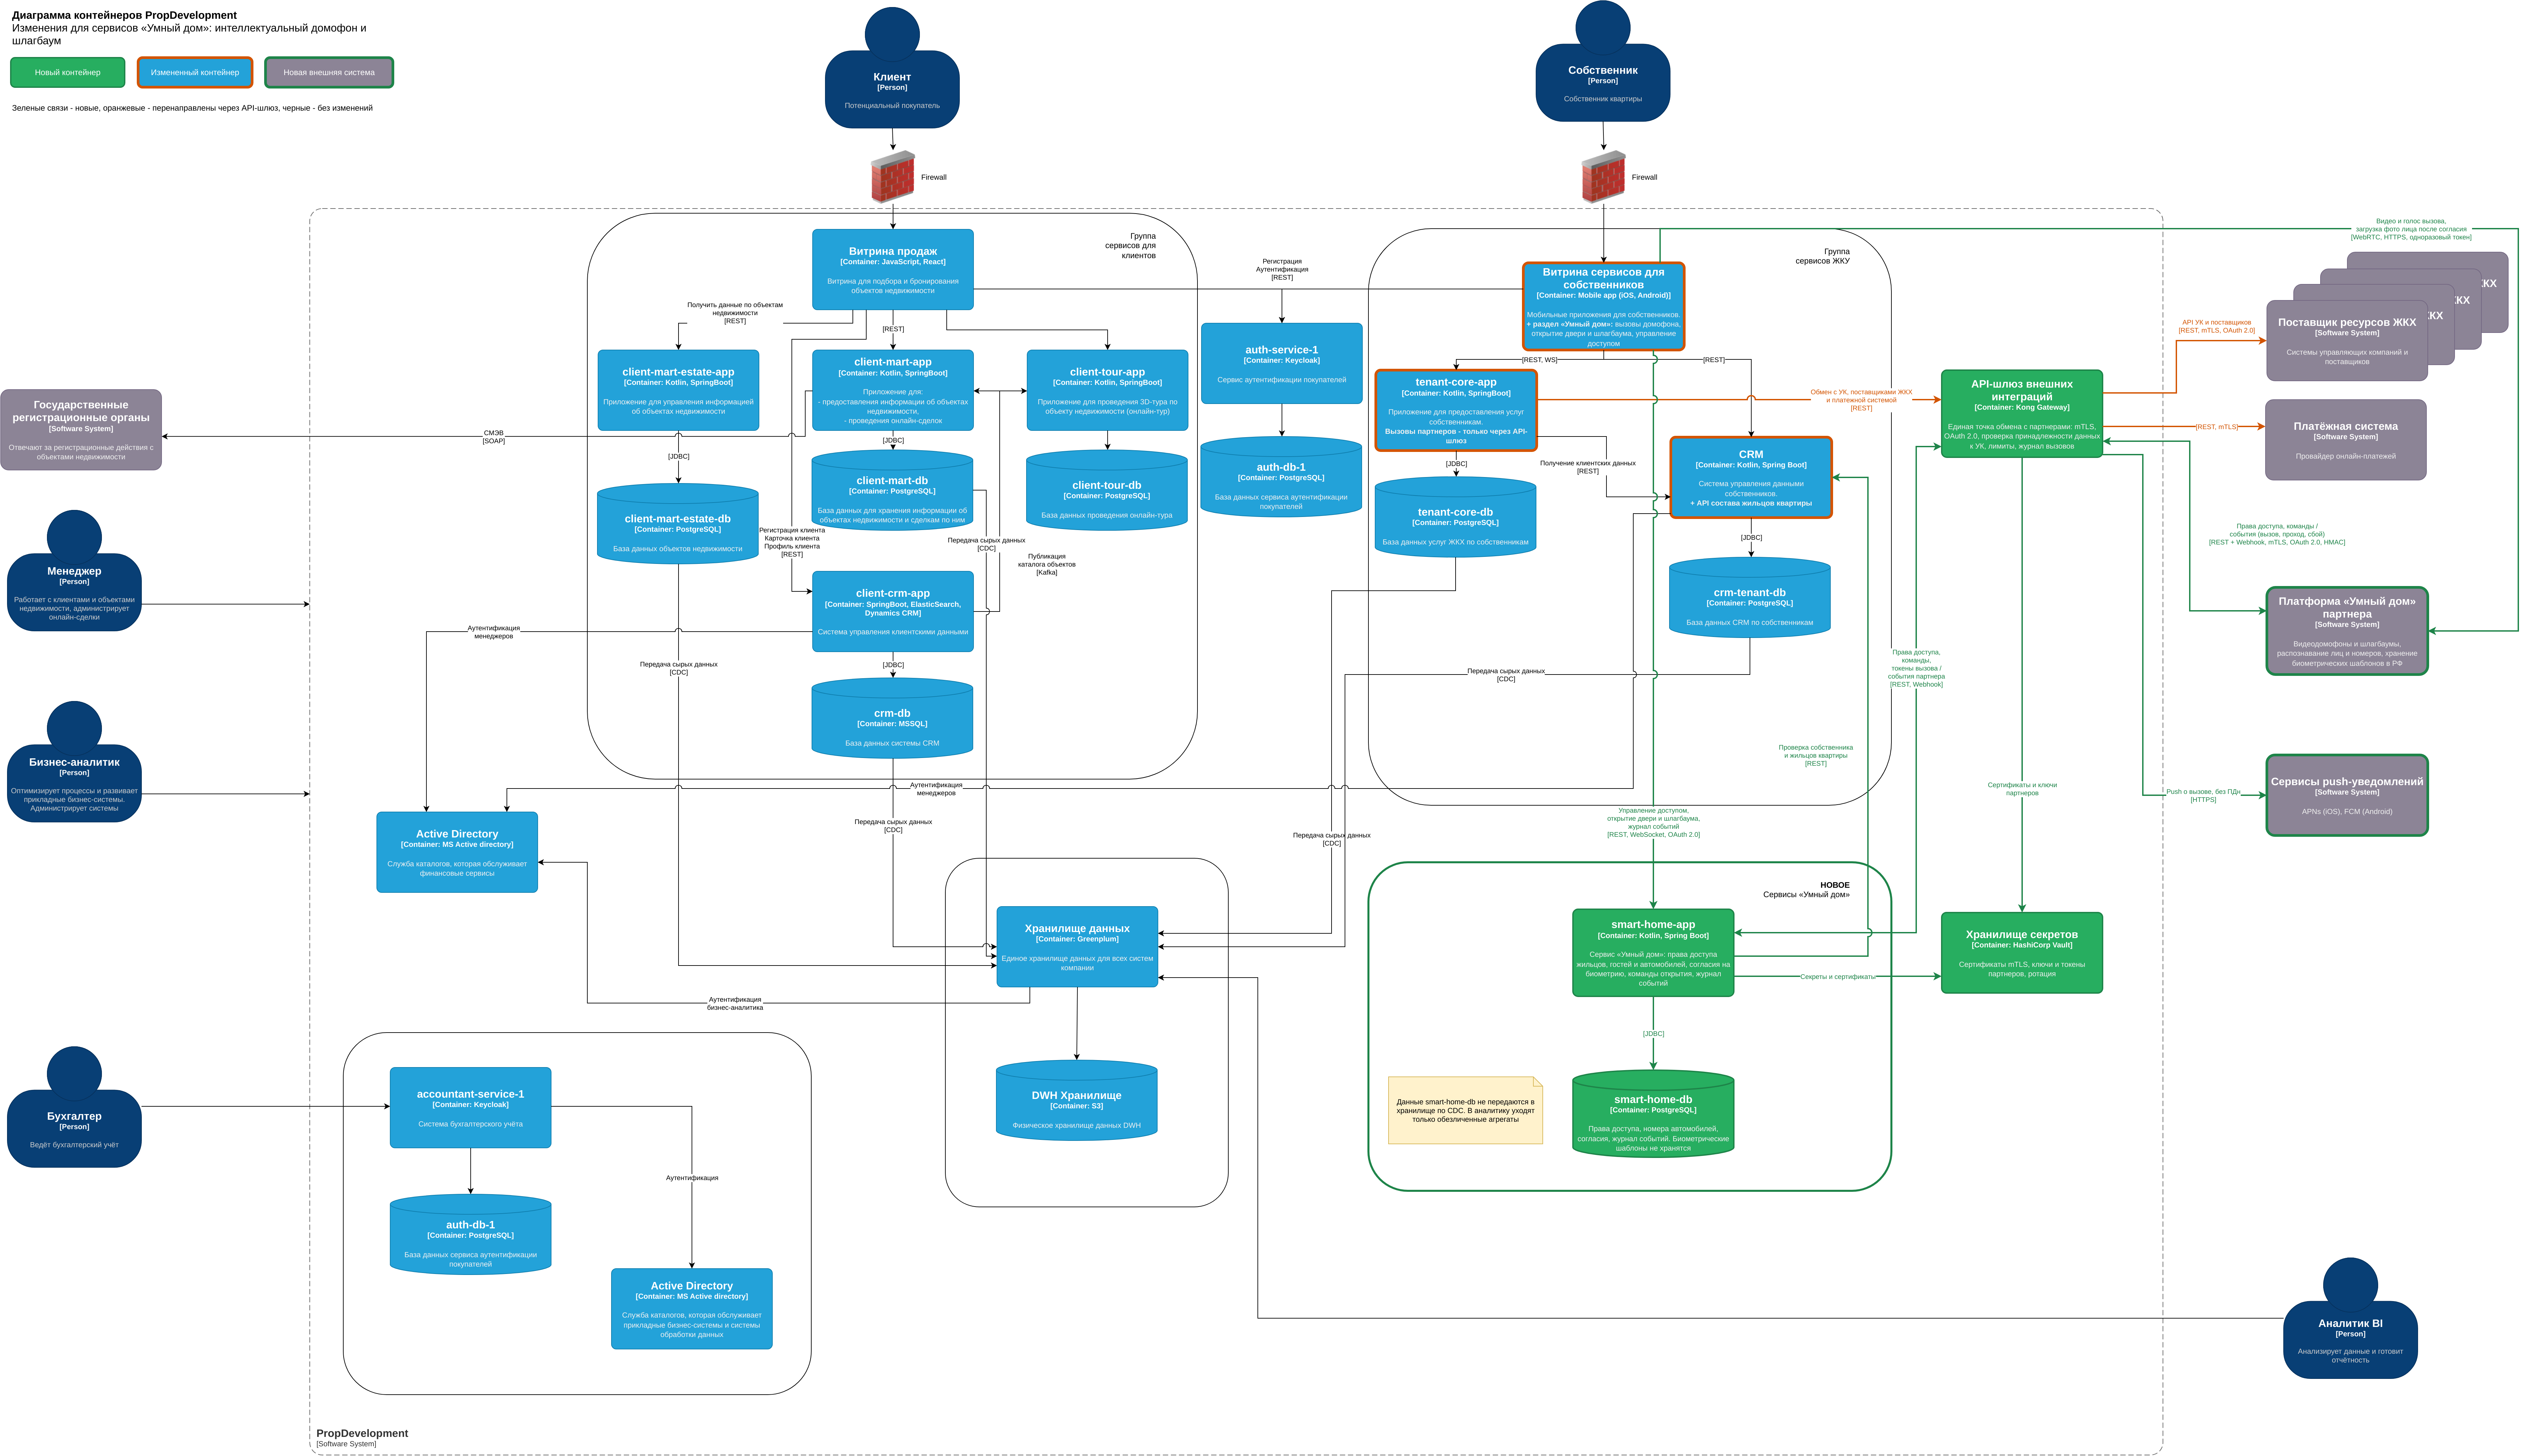 Диаграмма контейнеров PropDevelopment
Изменения для сервисов «Умный дом»: интеллектуальный домофон и
шлагбаум
Новый контейнер
Измененный контейнер
Новая внешняя система
Зеленые связи - новые, оранжевые - перенаправлены через API-шлюз, черные - без изменений
Клиент
[Person]
Потенциальный покупатель
Firewall
Собственник
[Person]
Собственник квартиры
Firewall
Группа
сервисов для
клиентов
Витрина продаж
[Container: JavaScript, React]
Витрина для подбора и бронирования
объектов недвижимости
Получить данные по объектам
недвижимости
[REST]
[REST]
client-mart-estate-app
[Container: Kotlin, SpringBoot]
Приложение для управления информацией
об объектах недвижимости
client-mart-app
[Container: Kotlin, SpringBoot]
Приложение для:
- предоставления информации об объектах
недвижимости,
- проведения онлайн-сделок
client-tour-app
[Container: Kotlin, SpringBoot]
Приложение для проведения 3D-тура по
объекту недвижимости (онлайн-тур)
[JDBC]
[JDBC]
client-mart-estate-db
[Container: PostgreSQL]
База данных объектов недвижимости
client-mart-db
[Container: PostgreSQL]
База данных для хранения информации об
объектах недвижимости и сделкам по ним
client-tour-db
[Container: PostgreSQL]
База данных проведения онлайн-тура
Регистрация клиента
Карточка клиента
Профиль клиента
[REST]
Передача сырых данных
[CDC]
Публикация
каталога объектов
[Kafka]
client-crm-app
[Container: SpringBoot, ElasticSearch,
Dynamics CRM]
Система управления клиентскими данными
[JDBC]
crm-db
[Container: MSSQL]
База данных системы CRM
Передача сырых данных
[CDC]
Регистрация
Аутентификация
[REST]
auth-service-1
[Container: Keycloak]
Сервис аутентификации покупателей
auth-db-1
[Container: PostgreSQL]
База данных сервиса аутентификации
покупателей
Группа
сервисов ЖКУ
Витрина сервисов для
собственников
[Container: Mobile app (iOS, Android)]
Мобильные приложения для собственников.
+ раздел «Умный дом»: вызовы домофона,
открытие двери и шлагбаума, управление
доступом
[REST, WS]
[REST]
tenant-core-app
[Container: Kotlin, SpringBoot]
Приложение для предоставления услуг
собственникам.
Вызовы партнеров - только через API-
шлюз
[JDBC]
tenant-core-db
[Container: PostgreSQL]
База данных услуг ЖКХ по собственникам
Получение клиентских данных
[REST]
CRM
[Container: Kotlin, Spring Boot]
Система управления данными
собственников.
+ API состава жильцов квартиры
[JDBC]
crm-tenant-db
[Container: PostgreSQL]
База данных CRM по собственникам
Передача сырых данных
[CDC]
Обмен с УК, поставщиками ЖКХ
и платежной системой
[REST]
API-шлюз внешних
интеграций
[Container: Kong Gateway]
Единая точка обмена с партнерами: mTLS,
OAuth 2.0, проверка принадлежности данных
к УК, лимиты, журнал вызовов
Видео и голос вызова,
загрузка фото лица после согласия
[WebRTC, HTTPS, одноразовый токен]
API УК и поставщиков
[REST, mTLS, OAuth 2.0]
ЖКХ
ЖКХ
ЖКХ
Поставщик ресурсов ЖКХ
[Software System]
Системы управляющих компаний и
поставщиков
[REST, mTLS]
Платёжная система
[Software System]
Провайдер онлайн-платежей
Права доступа, команды /
события (вызов, проход, сбой)
[REST + Webhook, mTLS, OAuth 2.0, HMAC]
Платформа «Умный дом»
партнера
[Software System]
Видеодомофоны и шлагбаумы,
распознавание лиц и номеров, хранение
биометрических шаблонов в РФ
Push о вызове, без ПДн
[HTTPS]
Сервисы push-уведомлений
[Software System]
APNs (iOS), FCM (Android)
Государственные
регистрационные органы
[Software System]
Отвечают за регистрационные действия с
объектами недвижимости
СМЭВ
[SOAP]
Менеджер
[Person]
Работает с клиентами и объектами
недвижимости, администрирует
онлайн-сделки
Бизнес-аналитик
[Person]
Оптимизирует процессы и развивает
прикладные бизнес-системы.
Администрирует системы
Аутентификация
менеджеров
Передача сырых данных
[CDC]
Аутентификация
менеджеров
Active Directory
[Container: MS Active directory]
Служба каталогов, которая обслуживает
финансовые сервисы
Аутентификация
бизнес-аналитика
Хранилище данных
[Container: Greenplum]
Единое хранилище данных для всех систем
компании
DWH Хранилище
[Container: S3]
Физическое хранилище данных DWH
Передача сырых данных
[CDC]
Права доступа,
команды,
токены вызова /
события партнера
[REST, Webhook]
Проверка собственника
и жильцов квартиры
[REST]
Сертификаты и ключи
партнеров
Управление доступом,
открытие двери и шлагбаума,
журнал событий
[REST, WebSocket, OAuth 2.0]
НОВОЕ
Сервисы «Умный дом»
smart-home-app
[Container: Kotlin, Spring Boot]
Сервис «Умный дом»: права доступа
жильцов, гостей и автомобилей, согласия на
биометрию, команды открытия, журнал
событий
Секреты и сертификаты
Хранилище секретов
[Container: HashiCorp Vault]
Сертификаты mTLS, ключи и токены
партнеров, ротация
[JDBC]
smart-home-db
[Container: PostgreSQL]
Права доступа, номера автомобилей,
согласия, журнал событий. Биометрические
шаблоны не хранятся
Данные smart-home-db не передаются в
хранилище по CDC. В аналитику уходят
только обезличенные агрегаты
Бухгалтер
[Person]
Ведёт бухгалтерский учёт
accountant-service-1
[Container: Keycloak]
Система бухгалтерского учёта
auth-db-1
[Container: PostgreSQL]
База данных сервиса аутентификации
покупателей
Аутентификация
Active Directory
[Container: MS Active directory]
Служба каталогов, которая обслуживает
прикладные бизнес-системы и системы
обработки данных
Аналитик BI
[Person]
Анализирует данные и готовит
отчётность
PropDevelopment
[Software System]